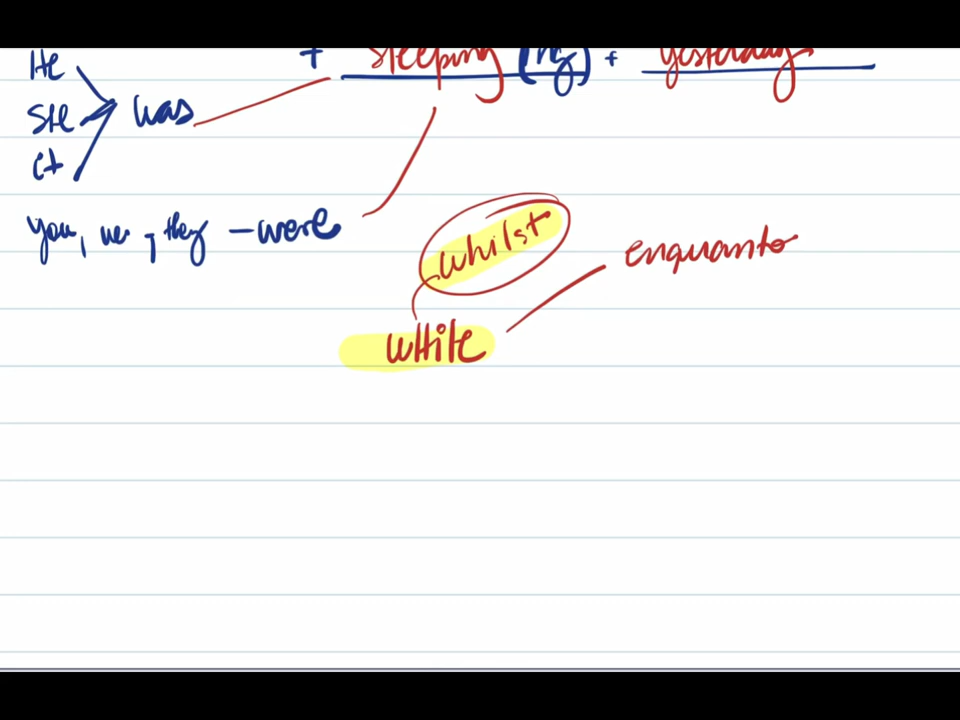 He + sleeping (ing) + yesterday
She was
it
you, we, they - were
whilst
enquanto
while